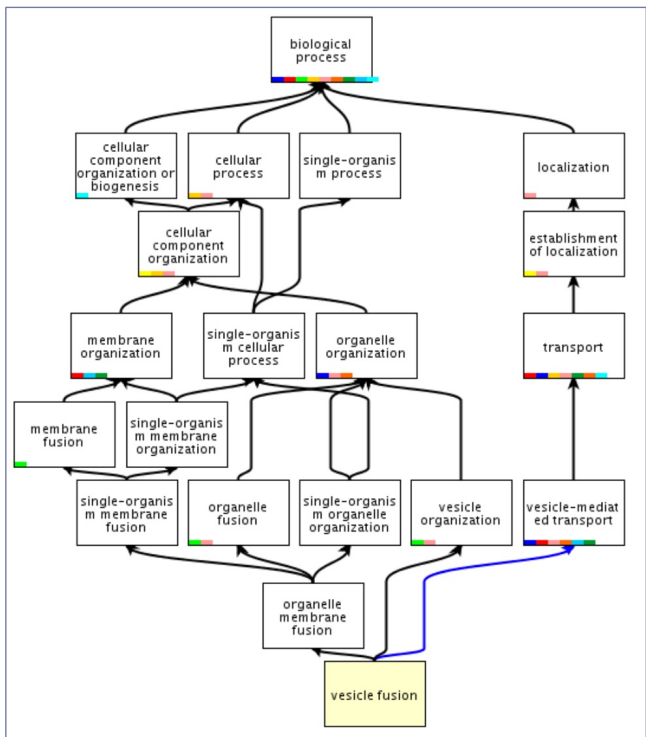 biological
process
cellular
component
organization or
biogenesis
cellular
process
single-organis
m process
localization
cellular
component
organization
establishment
of localization
membrane
organization
single-organis
m cellular
process
organelle
organization
transport
membrane
fusion
single-organis
m membrane
organization
single-organis
m membrane
fusion
organelle
fusion
single-organis
m organelle
organization
vesicle
organization
vesicle-mediat
ed transport
organelle
membrane
fusion
vesicle fusion